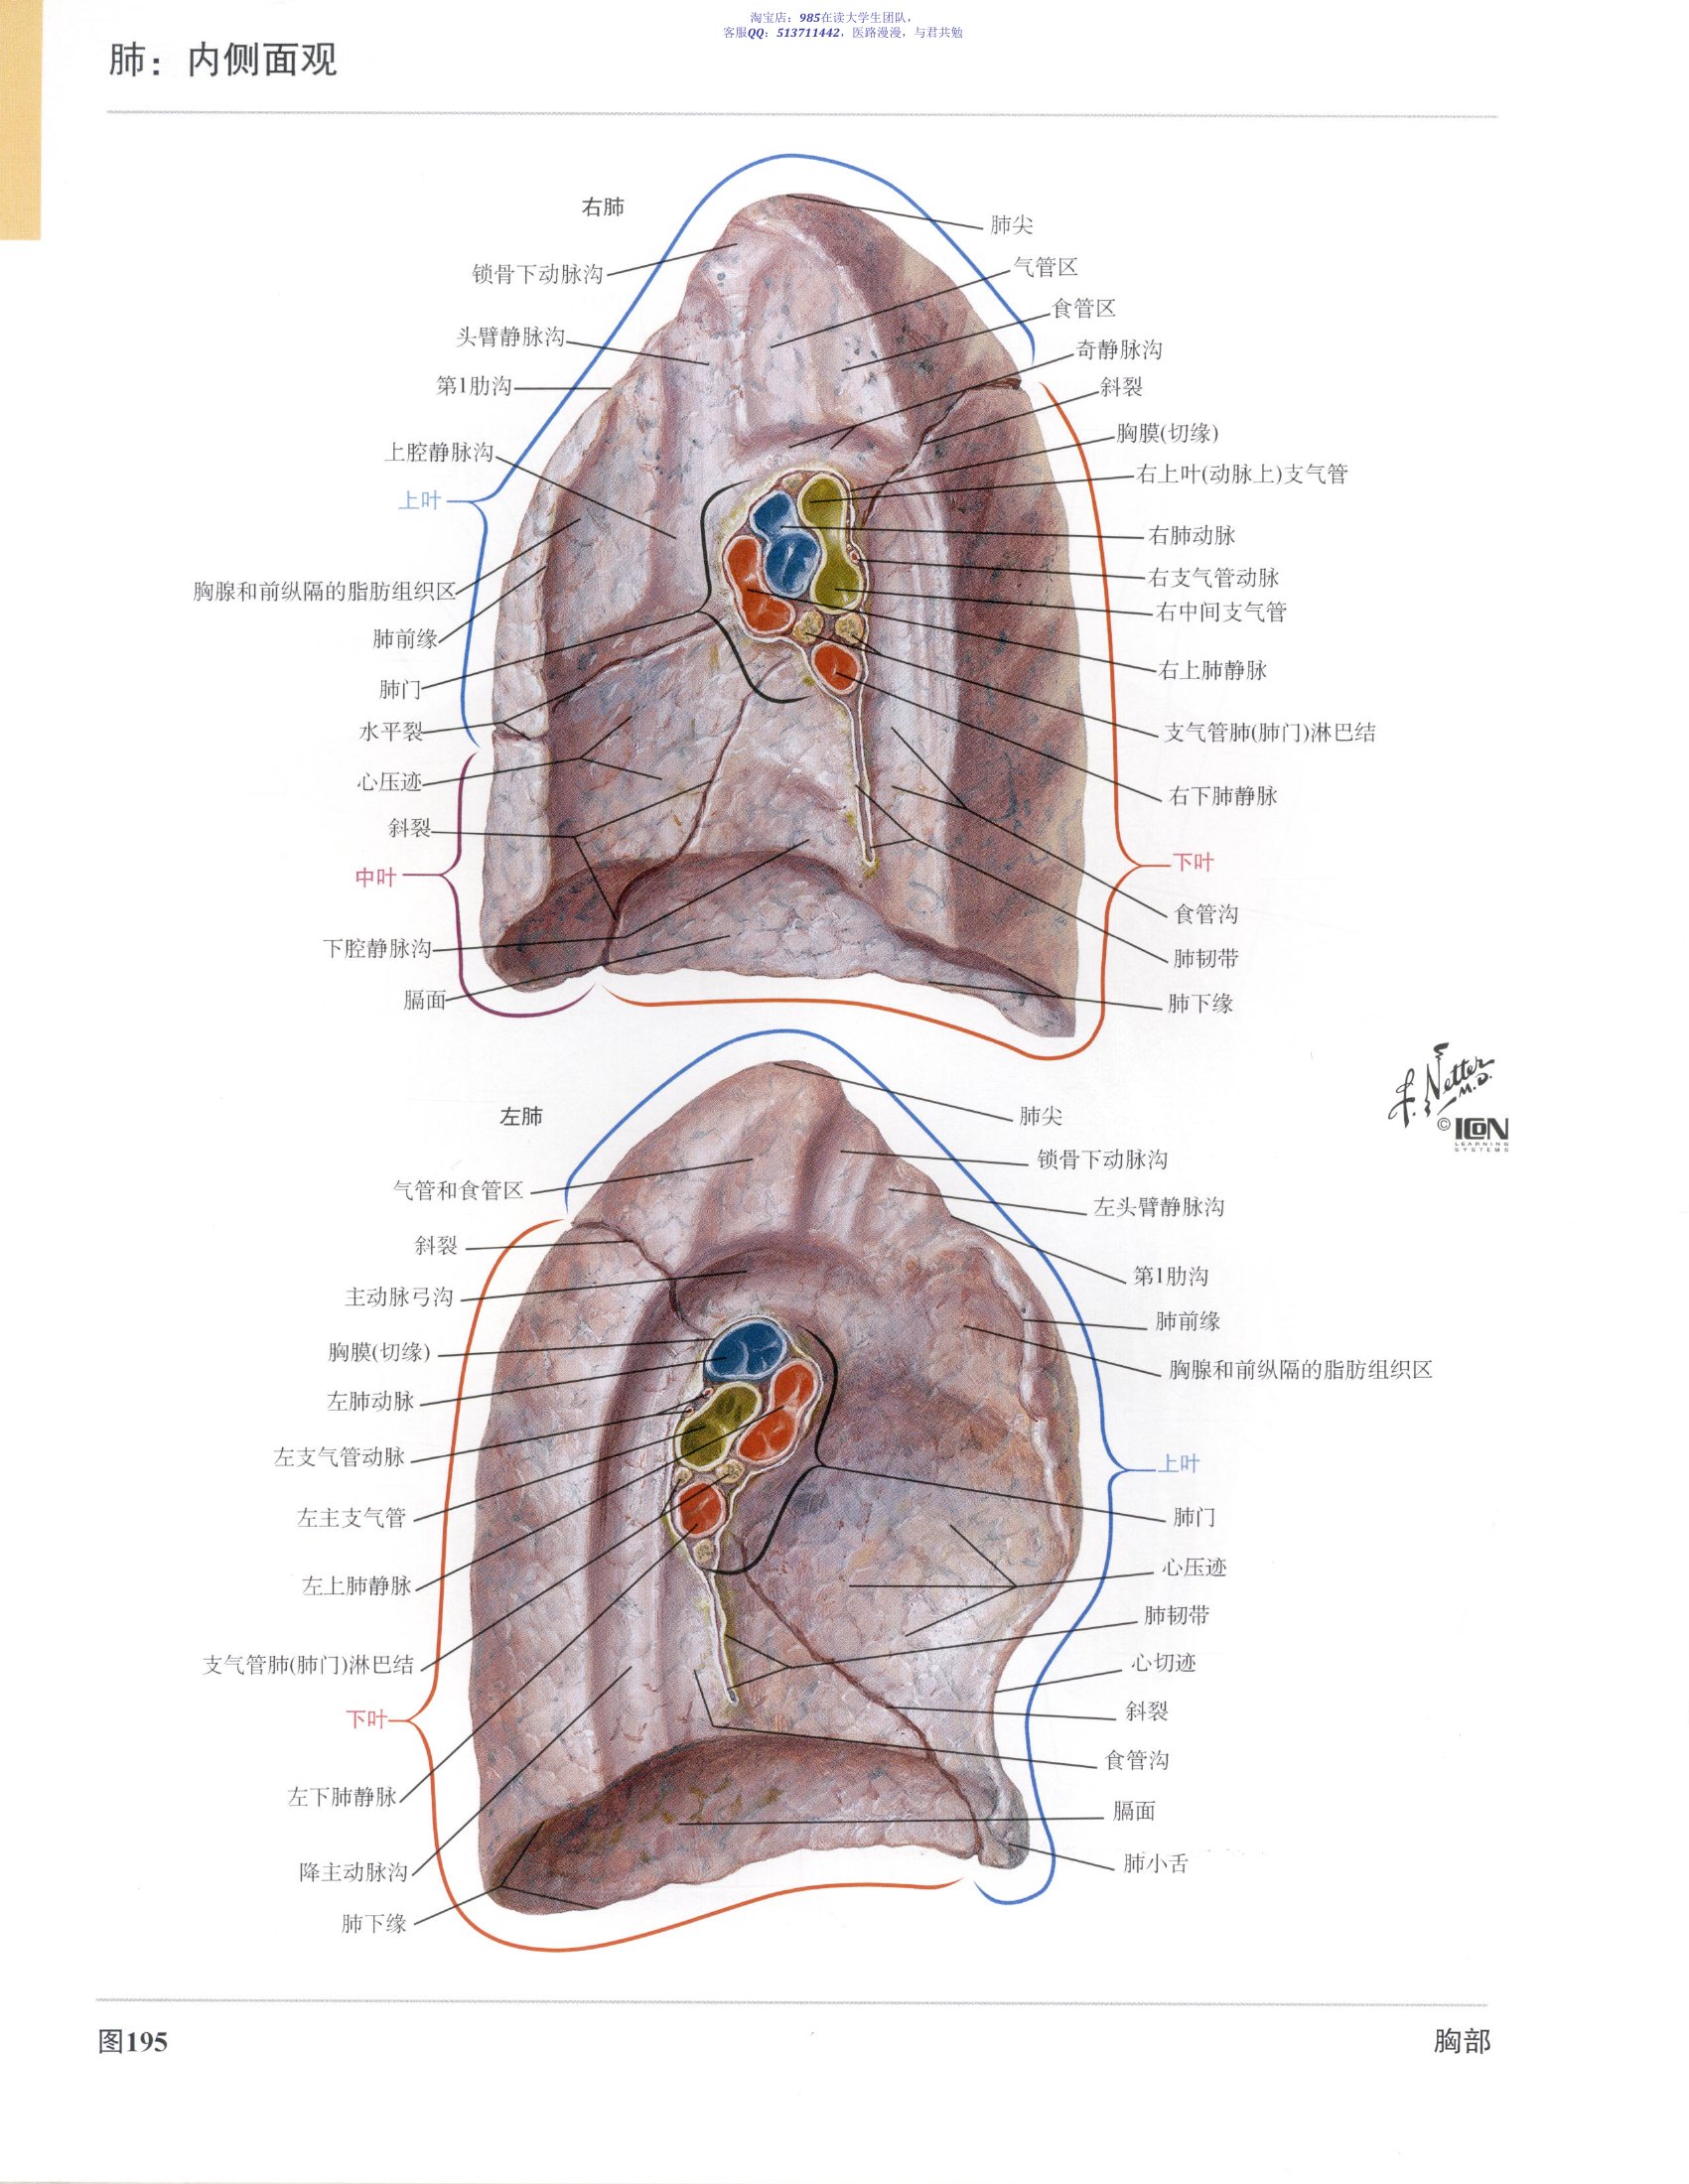 淘宝店：985在读大学生团队，
客服QQ：513711442，医路漫漫，与君共勉
肺：内侧面观
右肺
肺尖
锁骨下动脉沟
气管区
食管区
头臂静脉沟
奇静脉沟
第1肋沟
斜裂
胸膜(切缘)
上腔静脉沟
右上叶(动脉上)支气管
上叶
右肺动脉
右支气管动脉
胸腺和前纵隔的脂肪组织区
右中间支气管
肺前缘
右上肺静脉
肺门
水平裂
支气管肺(肺门)淋巴结
心压迹
右下肺静脉
斜裂
下叶
中叶
食管沟
下腔静脉沟
肺韧带
膈面
肺下缘
F. Netter
M.D.
© ICON
LEARNING
SYSTEMS
左肺
肺尖
锁骨下动脉沟
气管和食管区
左头臂静脉沟
斜裂
第1肋沟
主动脉弓沟
肺前缘
胸膜(切缘)
胸腺和前纵隔的脂肪组织区
左肺动脉
左支气管动脉
上叶
左主支气管
肺门
心压迹
左上肺静脉
肺韧带
支气管肺(肺门)淋巴结
心切迹
下叶
斜裂
食管沟
左下肺静脉
膈面
降主动脉沟
肺小舌
肺下缘
图195
胸部